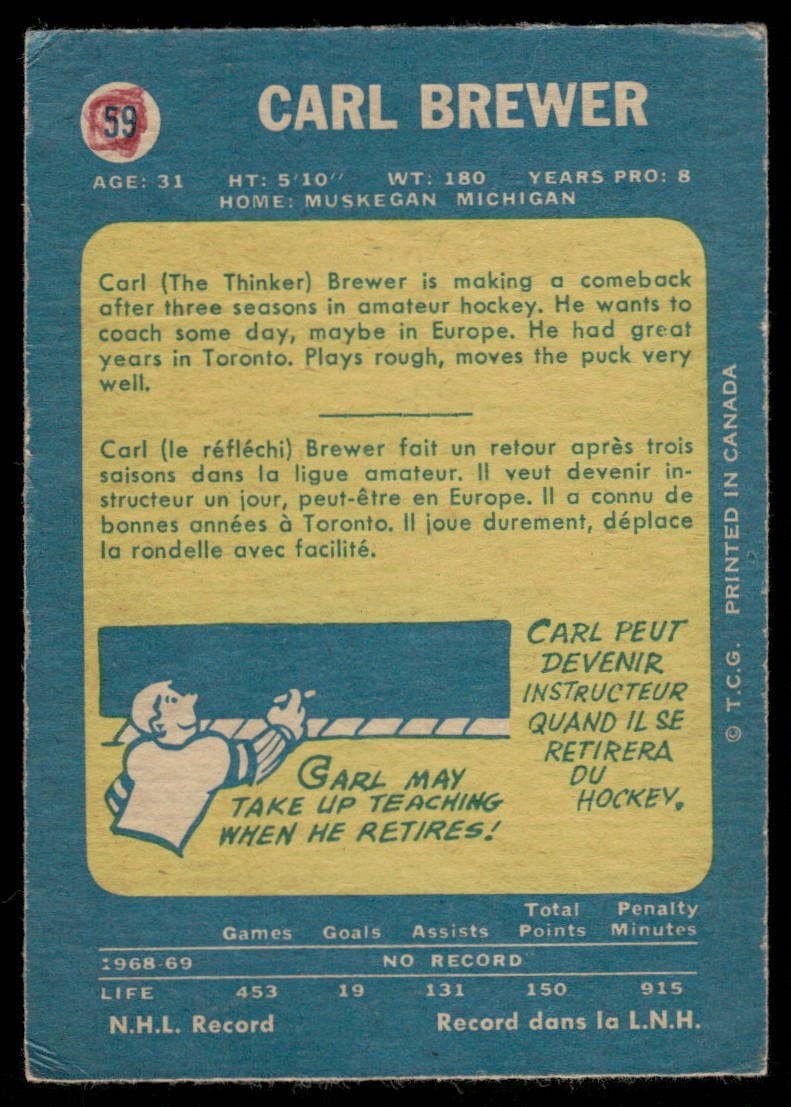 59
CARL BREWER
AGE: 31 HT: 5'10'' WT: 180 YEARS PRO: 8
HOME: MUSKEGAN MICHIGAN
Carl (The Thinker) Brewer is making a comeback
after three seasons in amateur hockey. He wants to
coach some day, maybe in Europe. He had great
years in Toronto. Plays rough, moves the puck very
well.
Carl (le réfléchi) Brewer fait un retour après trois
saisons dans la ligue amateur. Il veut devenir in-
structeur un jour, peut-être en Europe. Il a connu de
bonnes années à Toronto. Il joue durement, déplace
la rondelle avec facilité.
CARL MAY
TAKE UP TEACHING
WHEN HE RETIRES!
CARL PEUT
DEVENIR
INSTRUCTEUR
QUAND IL SE
RETIRERA
DU
HOCKEY.
© T.C.G. PRINTED IN CANADA
Games Goals Assists Total Points Penalty Minutes
1968-69 NO RECORD
LIFE 453 19 131 150 915
N.H.L. Record Record dans la L.N.H.